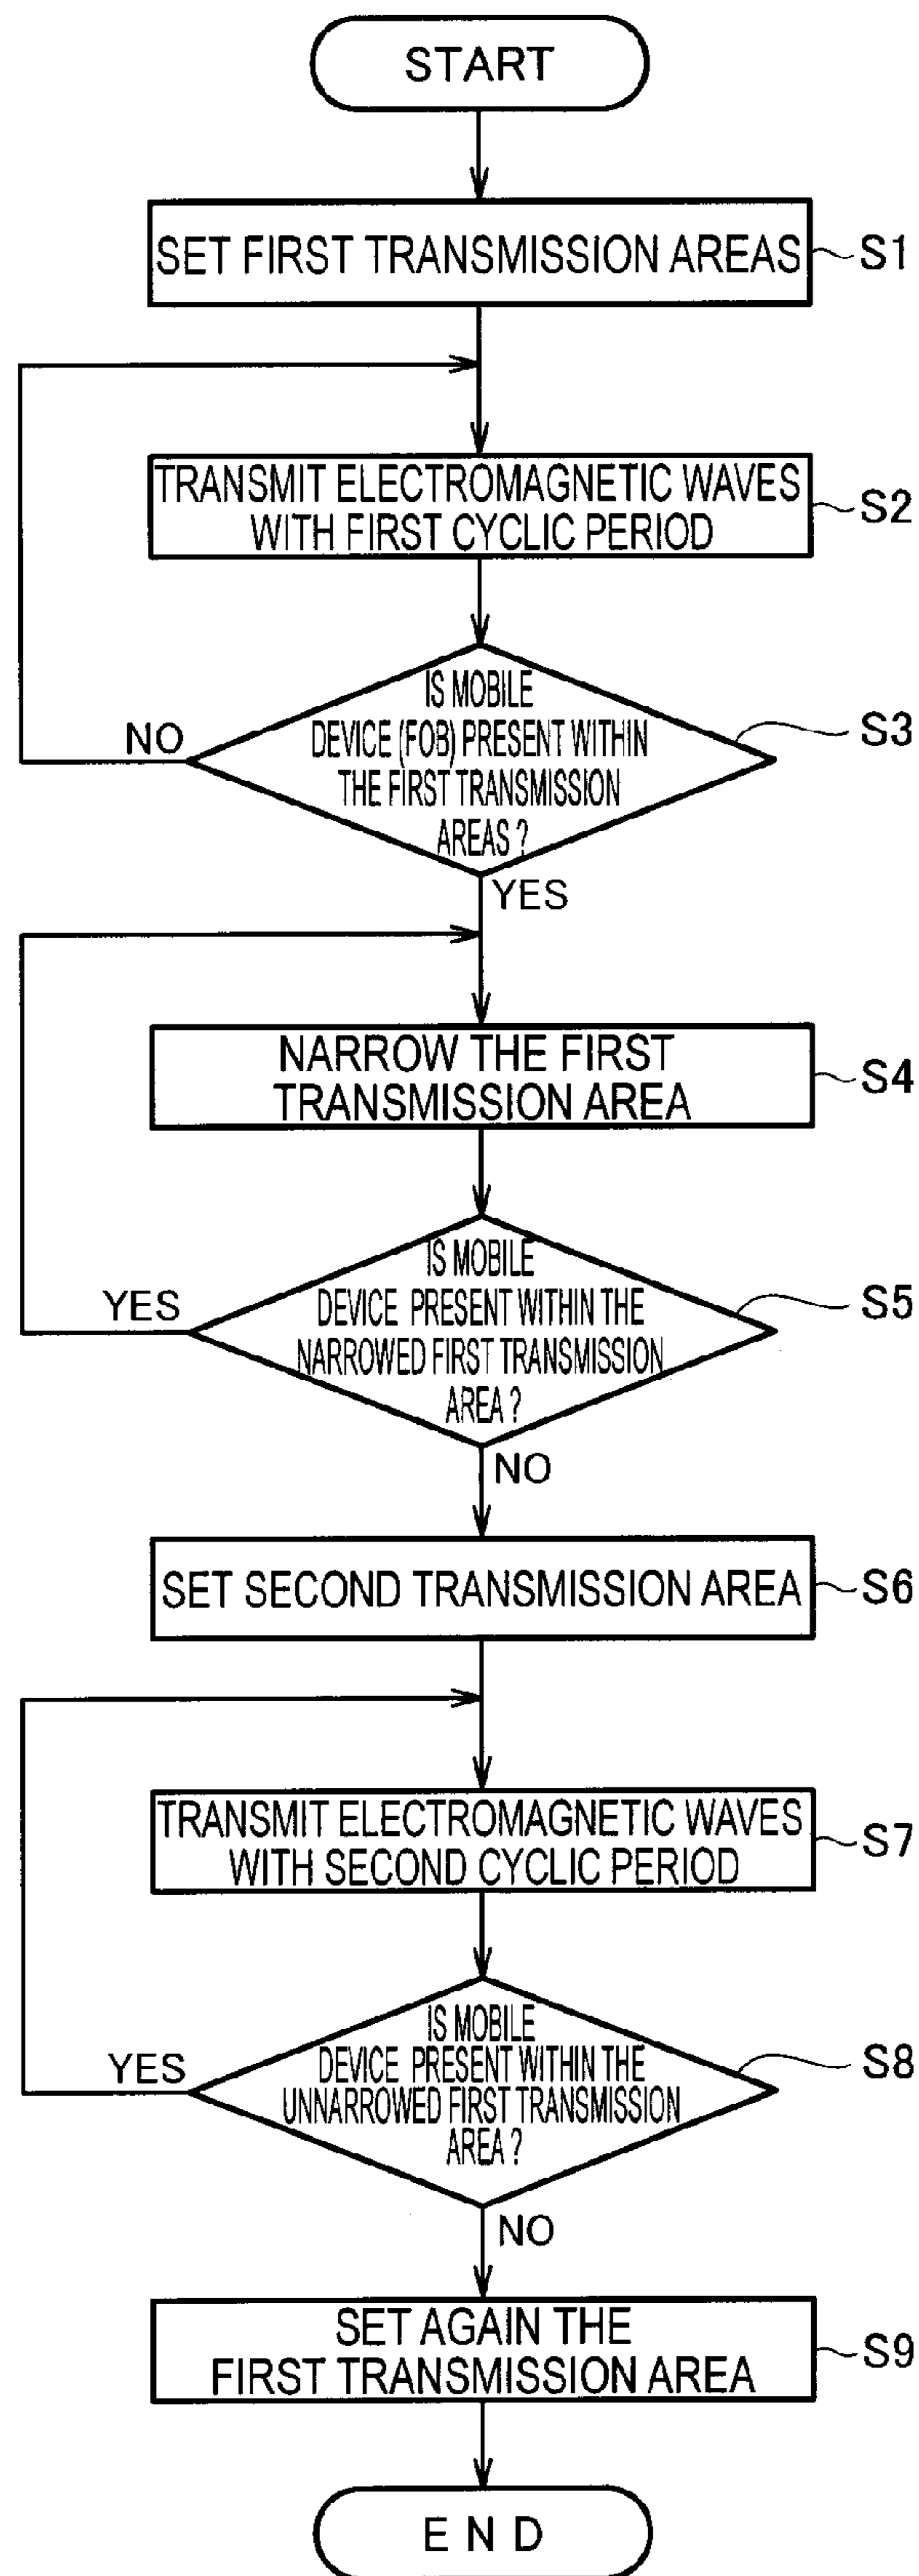 START
SET FIRST TRANSMISSION AREAS
S1
TRANSMIT ELECTROMAGNETIC WAVES
WITH FIRST CYCLIC PERIOD
S2
IS MOBILE
DEVICE (FOB) PRESENT WITHIN
THE FIRST TRANSMISSION
AREAS ?
S3
NO
YES
NARROW THE FIRST
TRANSMISSION AREA
S4
IS MOBILE
DEVICE PRESENT WITHIN THE
NARROWED FIRST TRANSMISSION
AREA ?
S5
YES
NO
SET SECOND TRANSMISSION AREA
S6
TRANSMIT ELECTROMAGNETIC WAVES
WITH SECOND CYCLIC PERIOD
S7
IS MOBILE
DEVICE PRESENT WITHIN THE
UNNARROWED FIRST TRANSMISSION
AREA ?
S8
YES
NO
SET AGAIN THE
FIRST TRANSMISSION AREA
S9
END